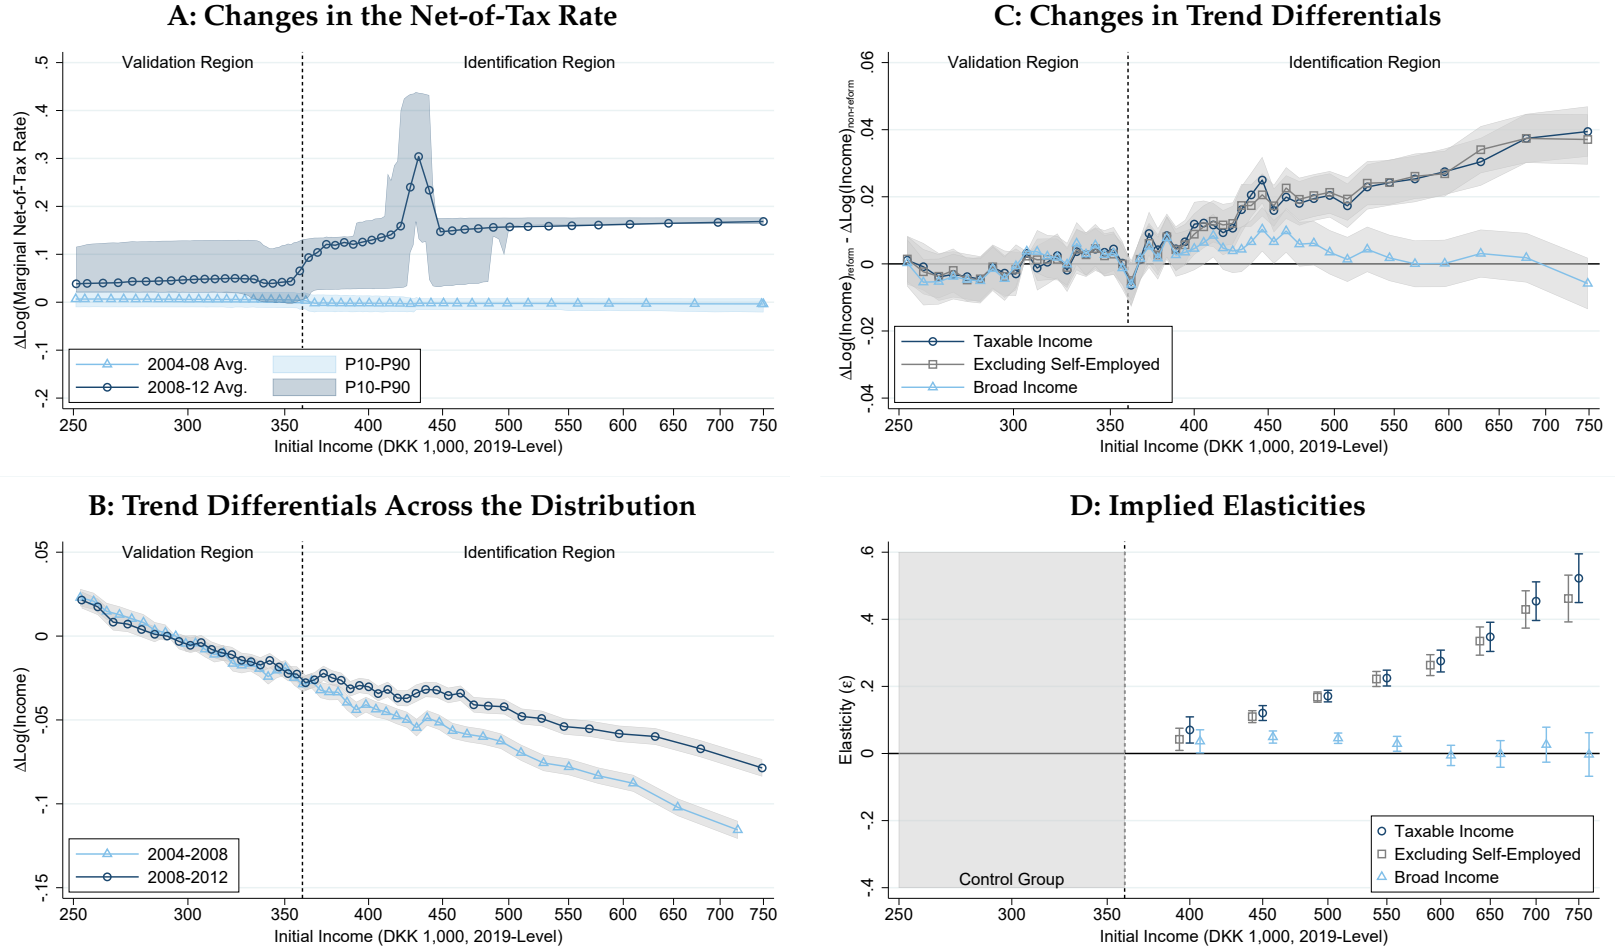 A: Changes in the Net-of-Tax Rate
Validation Region
Identification Region
ΔLog(Marginal Net-of-Tax Rate)
.5
.4
.3
.2
.1
0
-.1
-.2
2004-08 Avg.
P10-P90
2008-12 Avg.
P10-P90
250 300 350 400 450 500 550 600 650 700 750
Initial Income (DKK 1,000, 2019-Level)
C: Changes in Trend Differentials
Validation Region
Identification Region
ΔLog(Income)reform - ΔLog(Income)non-reform
.06
.04
.02
0
-.02
-.04
Taxable Income
Excluding Self-Employed
Broad Income
250 300 350 400 450 500 550 600 650 700 750
Initial Income (DKK 1,000, 2019-Level)
B: Trend Differentials Across the Distribution
Validation Region
Identification Region
ΔLog(Income)
.05
0
-.05
-.1
-.15
2004-2008
2008-2012
250 300 350 400 450 500 550 600 650 700 750
Initial Income (DKK 1,000, 2019-Level)
D: Implied Elasticities
Elasticity (ε)
.6
.4
.2
0
-.2
-.4
Control Group
Taxable Income
Excluding Self-Employed
Broad Income
250 300 350 400 450 500 550 600 650 700 750
Initial Income (DKK 1,000, 2019-Level)